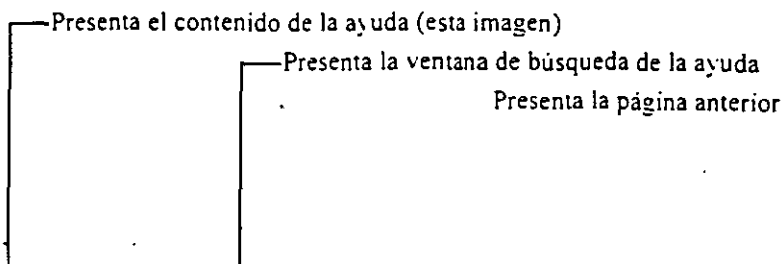 Presenta el contenido de la ayuda (esta imagen)
Presenta la ventana de búsqueda de la ayuda
Presenta la página anterior